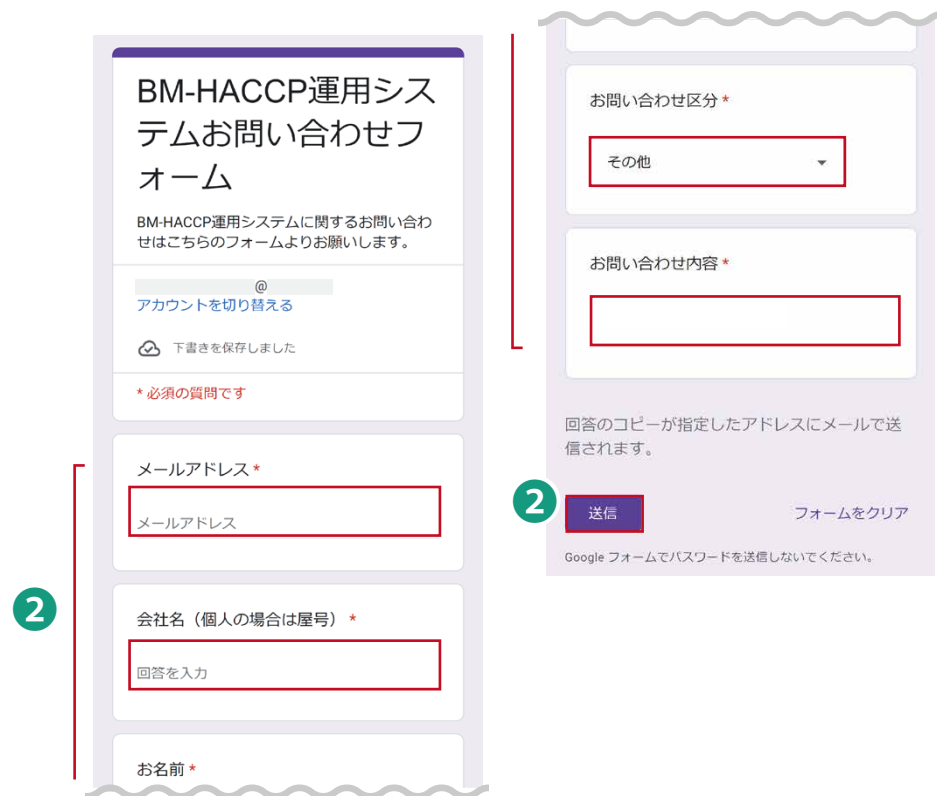 BM-HACCP運用シス
テムお問い合わせフ
ォーム
BM-HACCP運用システムに関するお問い合わ
せはこちらのフォームよりお願いします。
@
アカウントを切り替える
下書きを保存しました
* 必須の質問です
メールアドレス *
メールアドレス
2
会社名（個人の場合は屋号） *
回答を入力
お名前 *
お問い合わせ区分 *
その他
お問い合わせ内容 *
回答のコピーが指定したアドレスにメールで送
信されます。
2
送信
フォームをクリア
Google フォームでパスワードを送信しないでください。